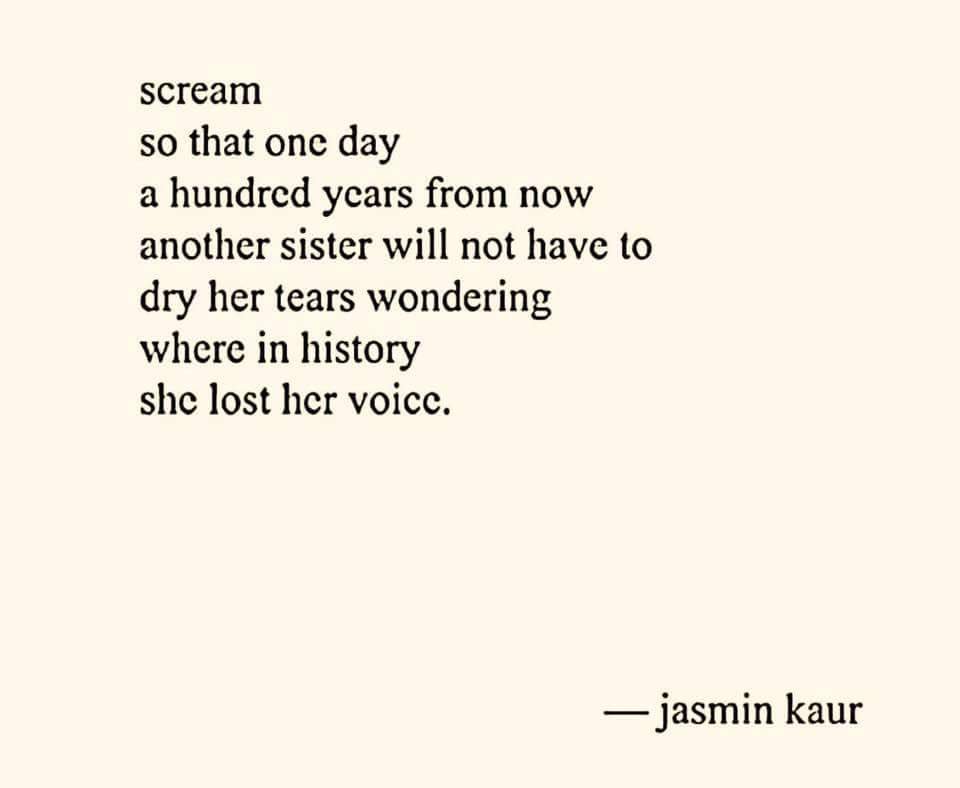 scream
so that one day
a hundred years from now
another sister will not have to
dry her tears wondering
where in history
she lost her voice.
— jasmin kaur